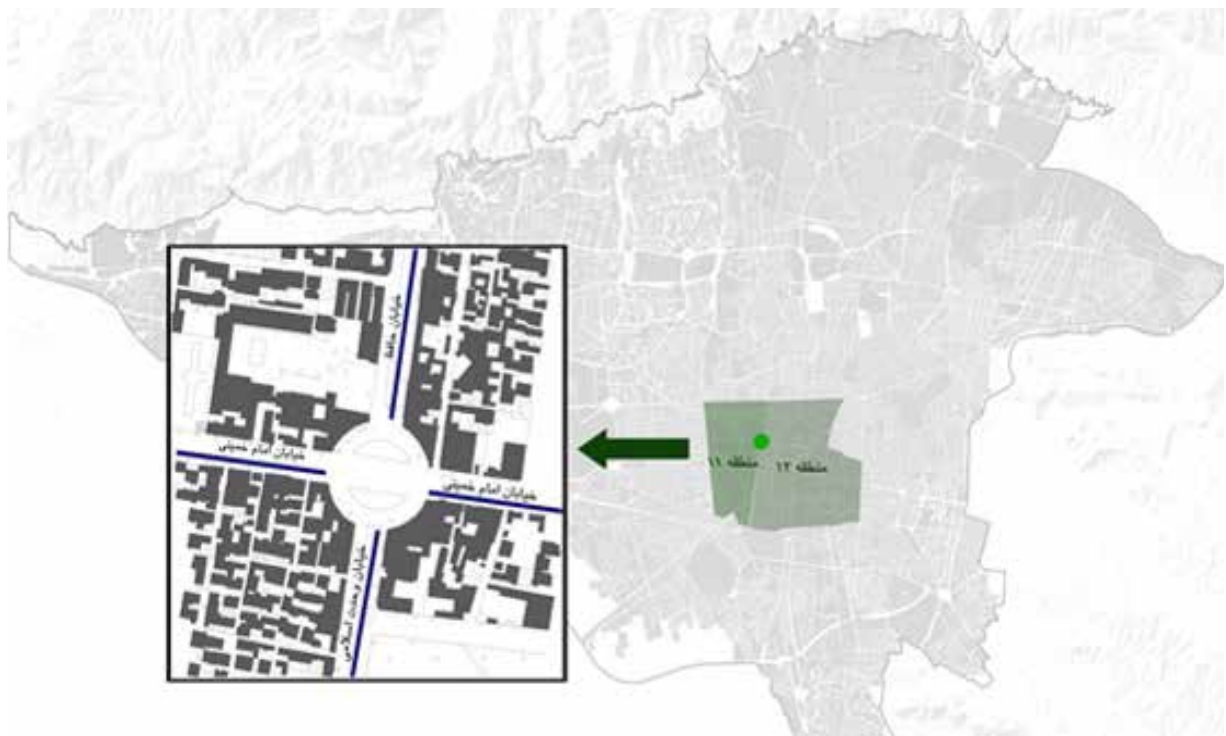 خیابان حافظ
خیابان امام خمینی
خیابان امام خمینی
خیابان وحدت اسلامی
منطقه ۱۲
منطقه ۱۱